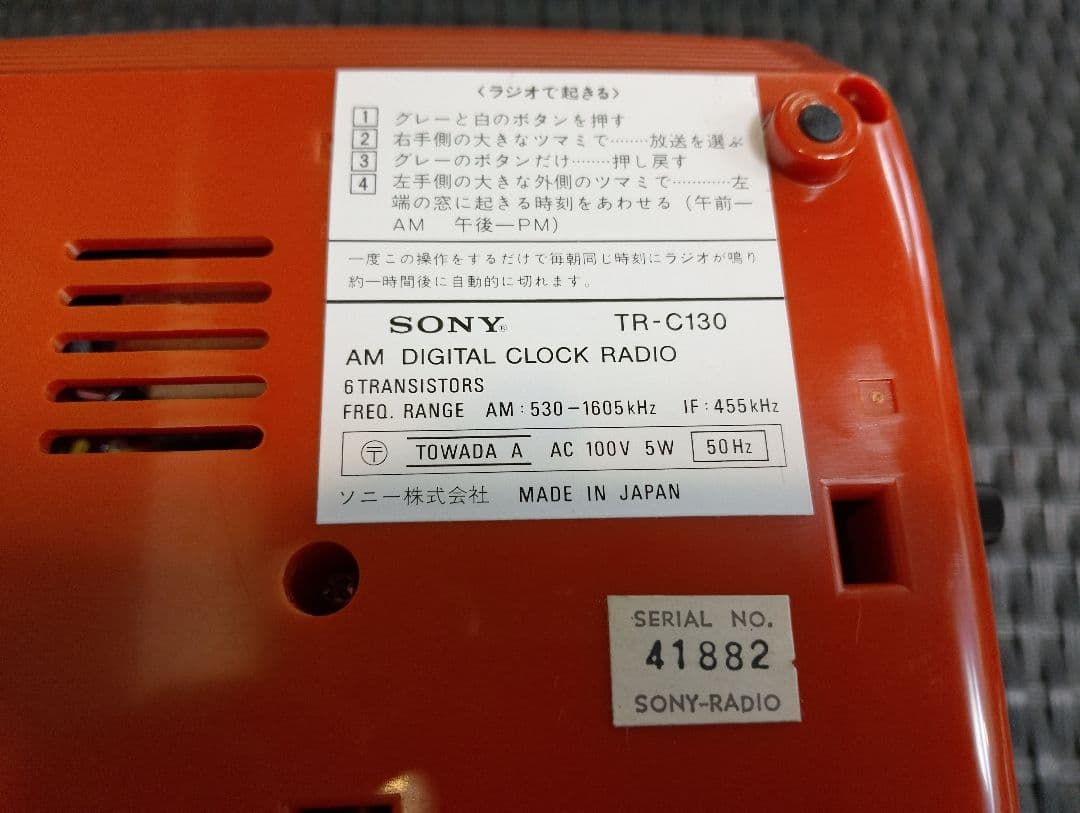 〈ラジオで起きる〉
1 グレーと白のボタンを押す
2 右手側の大きなツマミで………放送を選ぶ
3 グレーのボタンだけ………押し戻す
4 左手側の大きな外側のツマミで…………左
端の窓に起きる時刻をあわせる（午前—
AM 午後—PM）
一度この操作をするだけで毎朝同じ時刻にラジオが鳴り
約一時間後に自動的に切れます。
SONY® TR-C130
AM DIGITAL CLOCK RADIO
6 TRANSISTORS
FREQ. RANGE AM : 530-1605kHz IF : 455kHz
〒 TOWADA A AC 100V 5W 50Hz
ソニー株式会社 MADE IN JAPAN
SERIAL NO.
41882
SONY-RADIO